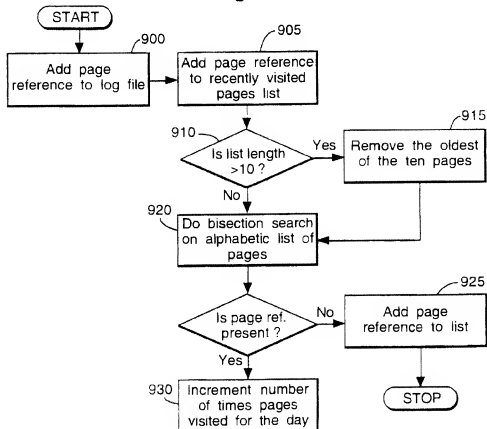 START
900
905
Add page
reference to log file
Add page reference
to recently visited
pages list
910
915
Is list length
>10 ?
Yes
Remove the oldest
of the ten pages
No
920
Do bisection search
on alphabetic list of
pages
925
Is page ref.
present ?
No
Add page
reference to list
Yes
930
Increment number
of times pages
visited for the day
STOP